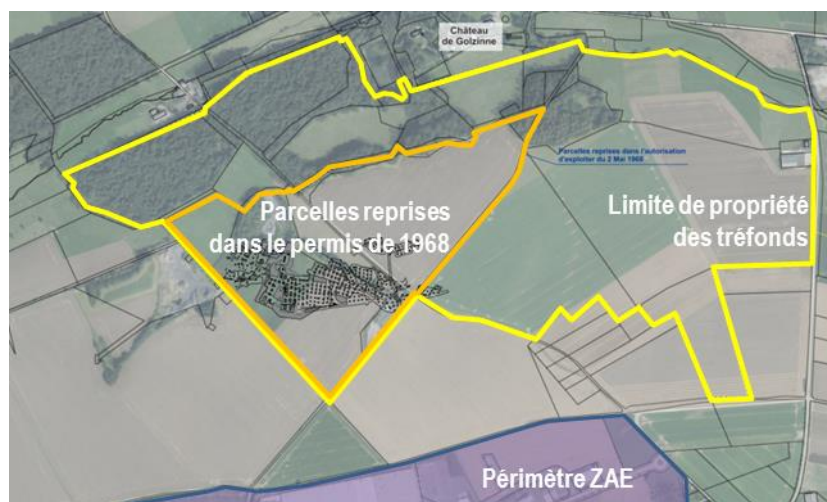 Château
de Golzinne
Parcelles reprises dans l'autorisation
d'exploiter du 2 Mai 1968
Parcelles reprises
dans le permis de 1968
Limite de propriété
des tréfonds
Périmètre ZAE